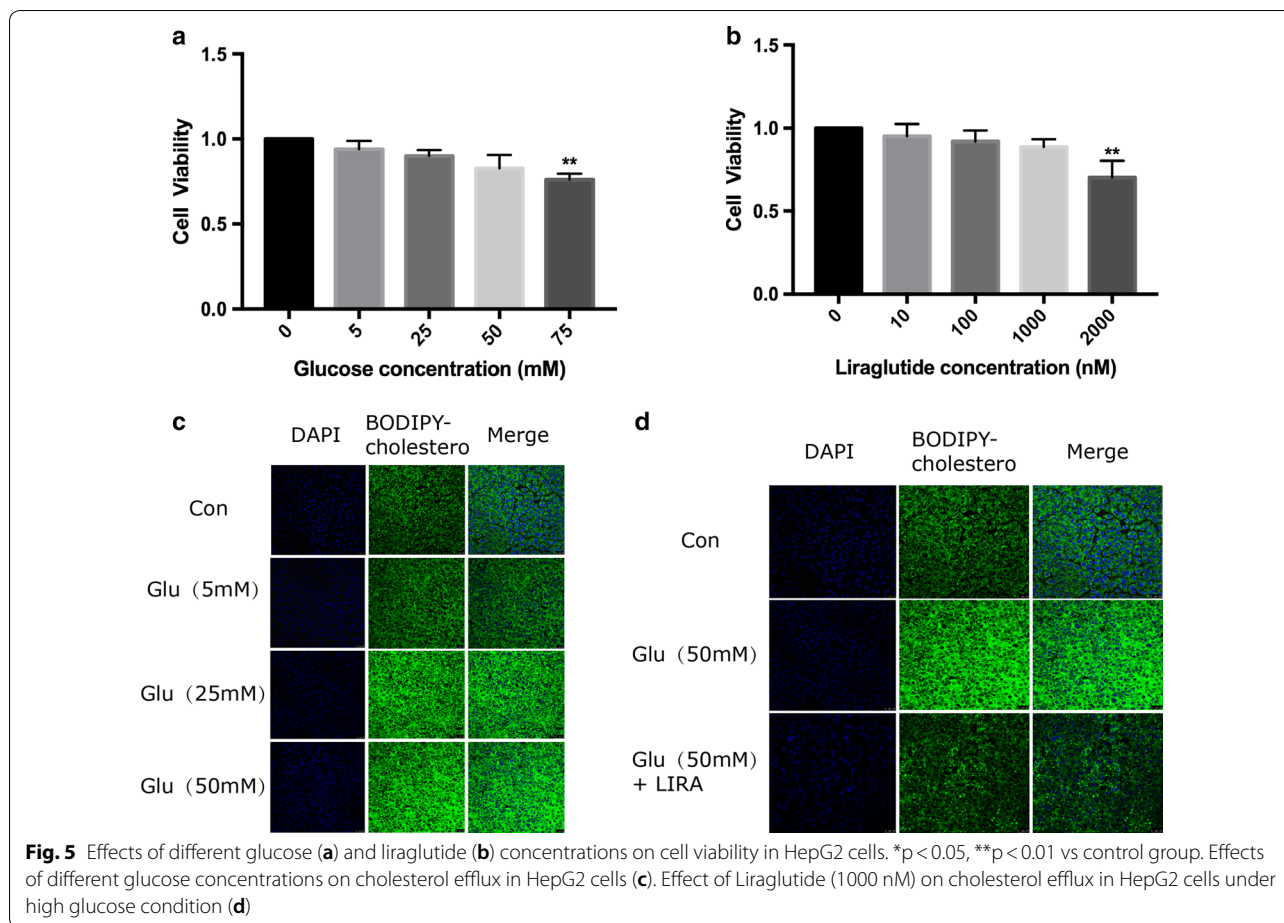 a
1.5
1.0
0.5
0.0
Cell Viability
**
0
5
25
50
75
Glucose concentration (mM)
b
1.5
1.0
0.5
0.0
Cell Viability
**
0
10
100
1000
2000
Liraglutide concentration (nM)
c
DAPI
BODIPY-
cholestero
Merge
Con
Glu（5mM）
Glu（25mM）
Glu（50mM）
d
DAPI
BODIPY-
cholestero
Merge
Con
Glu（50mM）
Glu（50mM）
+ LIRA
Fig. 5 Effects of different glucose (a) and liraglutide (b) concentrations on cell viability in HepG2 cells. *p < 0.05, **p < 0.01 vs control group. Effects
of different glucose concentrations on cholesterol efflux in HepG2 cells (c). Effect of Liraglutide (1000 nM) on cholesterol efflux in HepG2 cells under
high glucose condition (d)